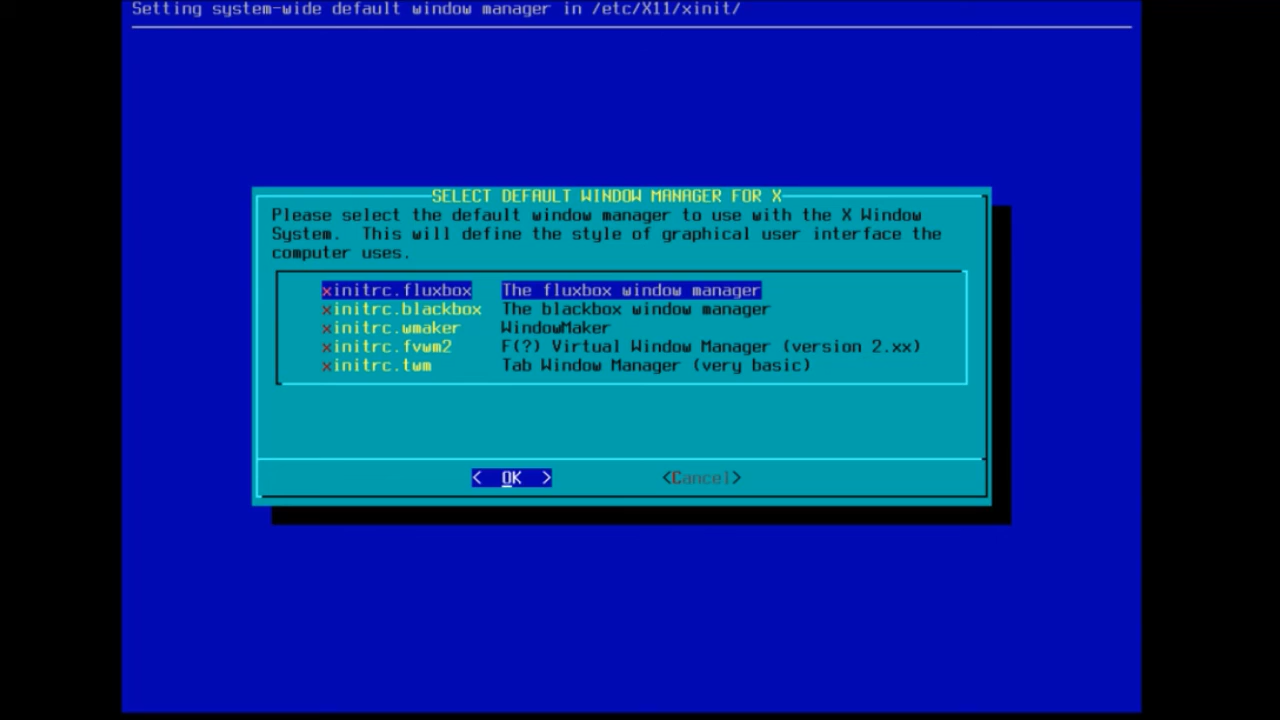 Setting system-wide default window manager in /etc/X11/xinit/
SELECT DEFAULT WINDOW MANAGER FOR X
Please select the default window manager to use with the X Window
System.  This will define the style of graphical user interface the
computer uses.
xinitrc.fluxbox   The fluxbox window manager
xinitrc.blackbox  The blackbox window manager
xinitrc.wmaker    WindowMaker
xinitrc.fvwm2     F(?) Virtual Window Manager (version 2.xx)
xinitrc.twm       Tab Window Manager (very basic)
<  OK  >           <Cancel>